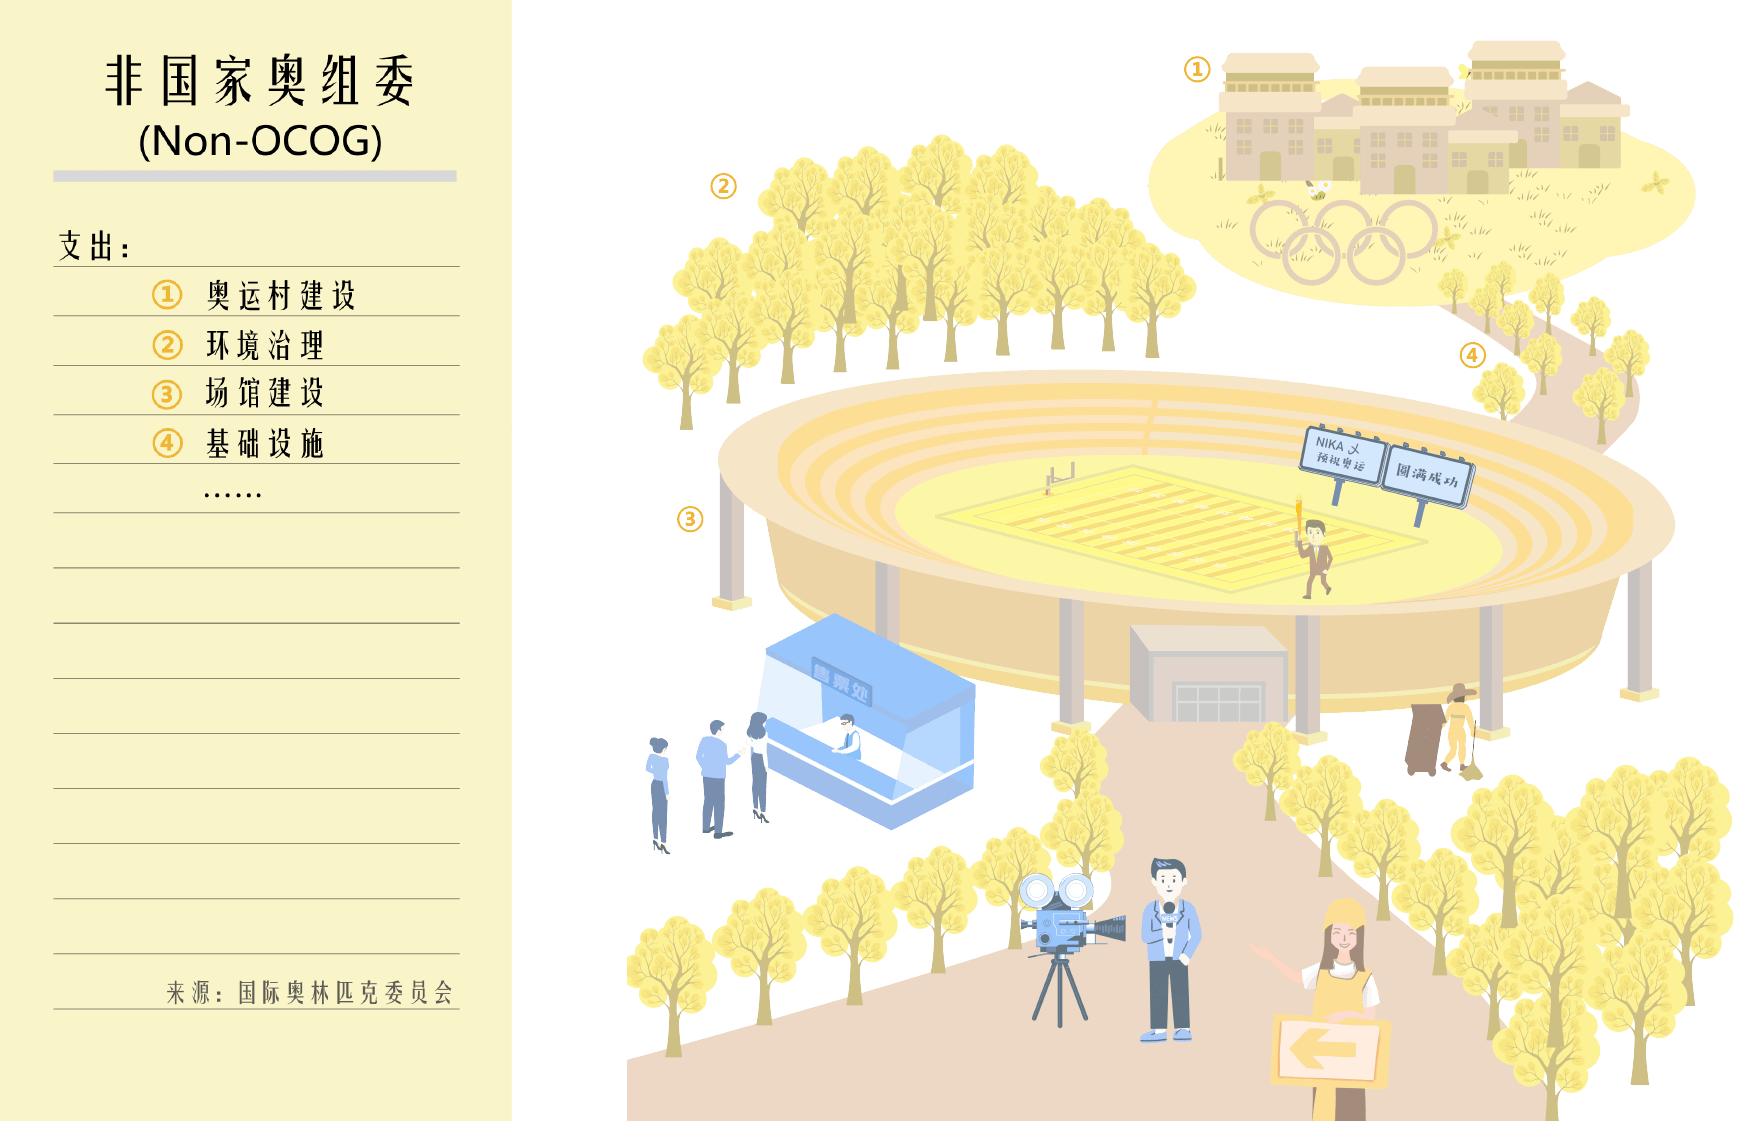 非国家奥组委
(Non-OCOG)
支出：
① 奥运村建设
② 环境治理
③ 场馆建设
④ 基础设施
……
来源：国际奥林匹克委员会
①
②
④
NIKA
预祝奥运
圆满成功
③
售票处
NEWS